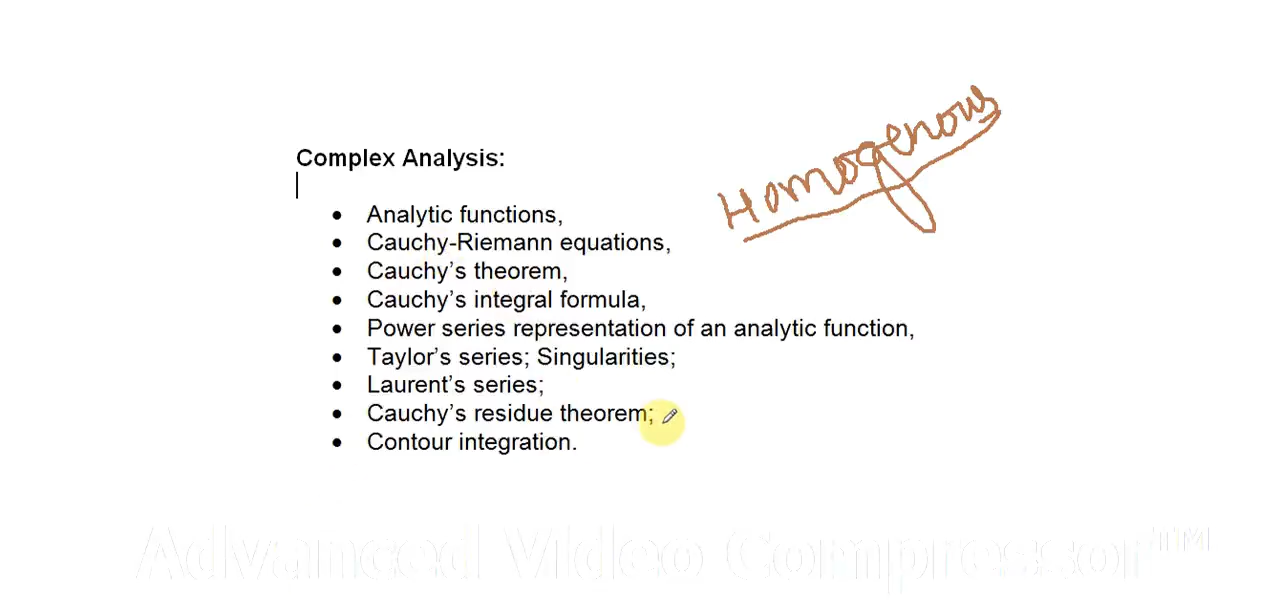 Homogenous
Complex Analysis:
• Analytic functions,
• Cauchy-Riemann equations,
• Cauchy’s theorem,
• Cauchy’s integral formula,
• Power series representation of an analytic function,
• Taylor’s series; Singularities;
• Laurent’s series;
• Cauchy’s residue theorem;
• Contour integration.
Advanced Video Compressor™